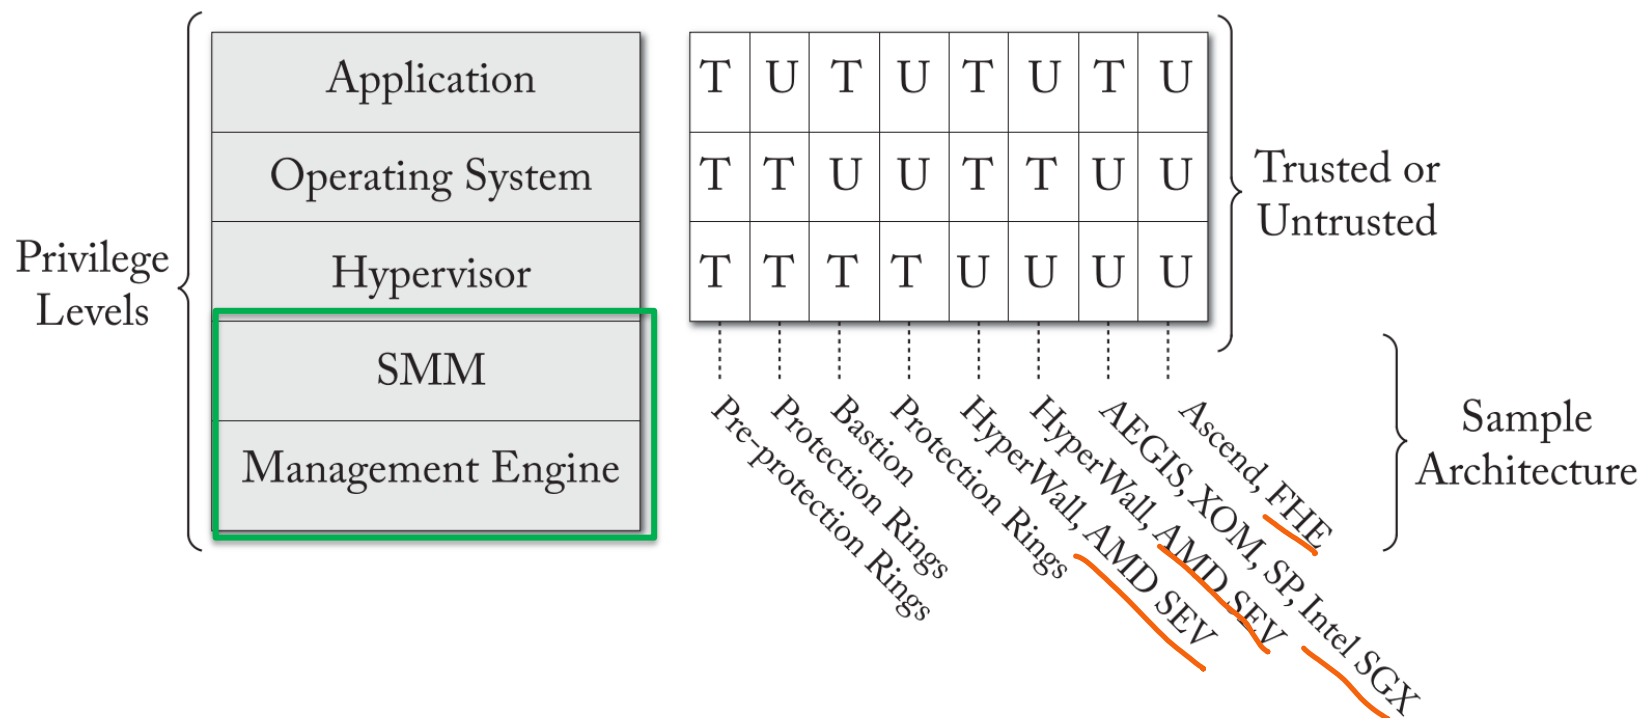 Privilege
Levels
Application
Operating System
Hypervisor
SMM
Management Engine
T U T U T U T U
T T U U T T U U
T T T T U U U U
Trusted or
Untrusted
Pre-protection Rings
Protection Rings
Bastion
Protection Rings
HyperWall, AMD SEV
HyperWall, AMD SEV
AEGIS, XOM, SP, Intel SGX
Ascend, FHE
Sample
Architecture